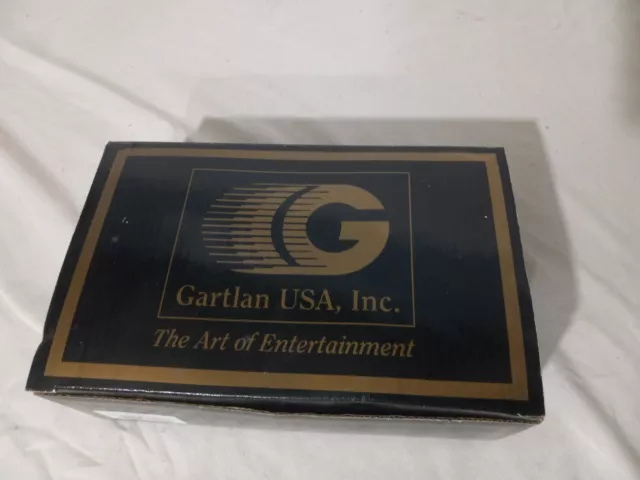 G
Gartlan USA, Inc.
The Art of Entertainment